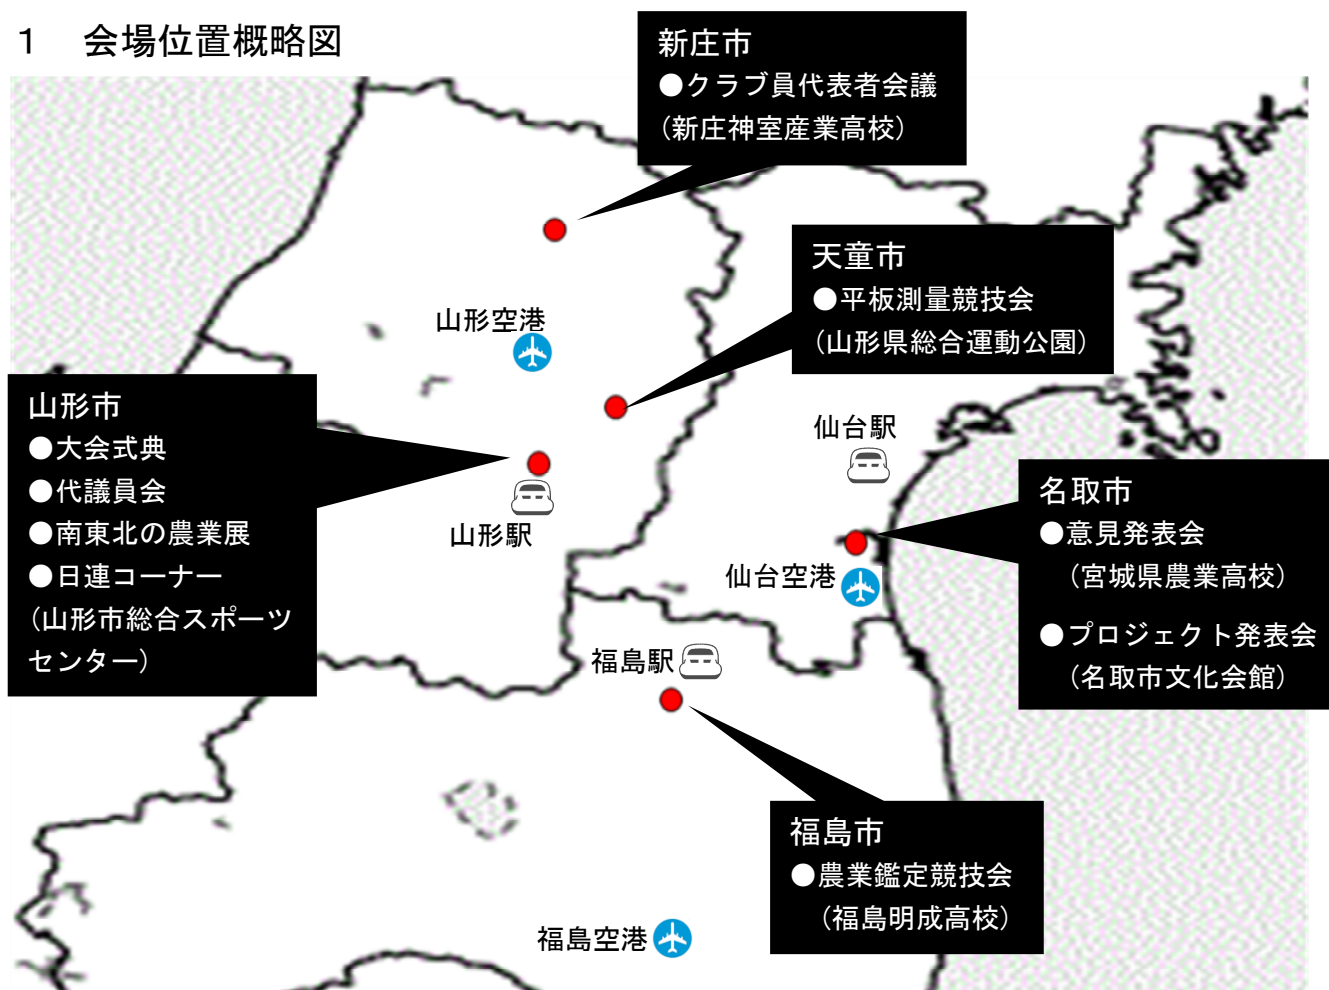 1　会場位置概略図
新庄市
●クラブ員代表者会議
(新庄神室産業高校)
天童市
●平板測量競技会
(山形県総合運動公園)
山形空港
山形市
●大会式典
●代議員会
●南東北の農業展
●日連コーナー
(山形市総合スポーツ
センター)
山形駅
仙台駅
名取市
●意見発表会
(宮城県農業高校)
●プロジェクト発表会
(名取市文化会館)
仙台空港
福島駅
福島市
●農業鑑定競技会
(福島明成高校)
福島空港